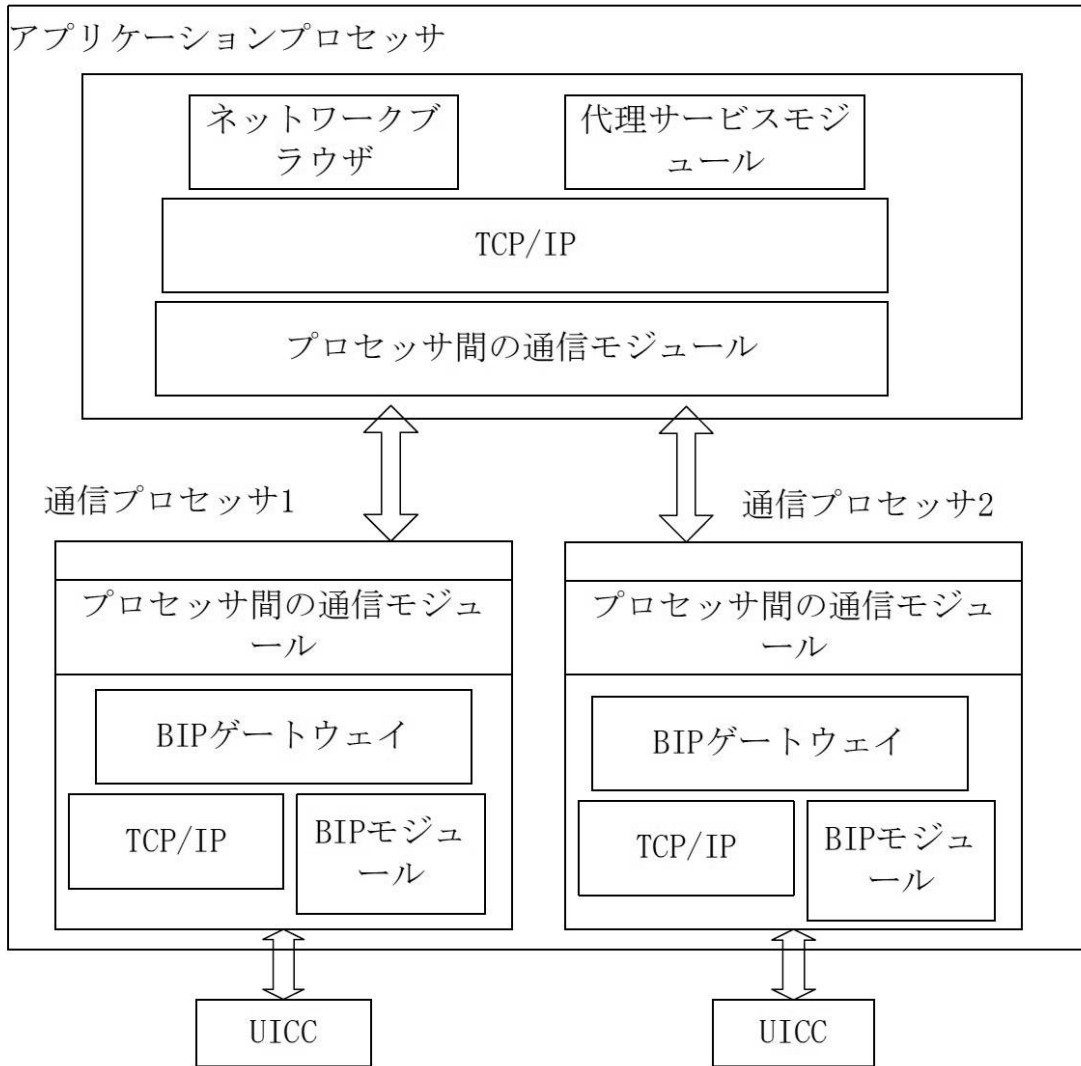 アプリケーションプロセッサ
ネットワークブ
ラウザ
代理サービスモジ
ュール
TCP/IP
プロセッサ間の通信モジュール
通信プロセッサ1
通信プロセッサ2
プロセッサ間の通信モジュ
ール
プロセッサ間の通信モジュ
ール
BIPゲートウェイ
BIPゲートウェイ
TCP/IP
BIPモジュ
ール
TCP/IP
BIPモジュ
ール
UICC
UICC